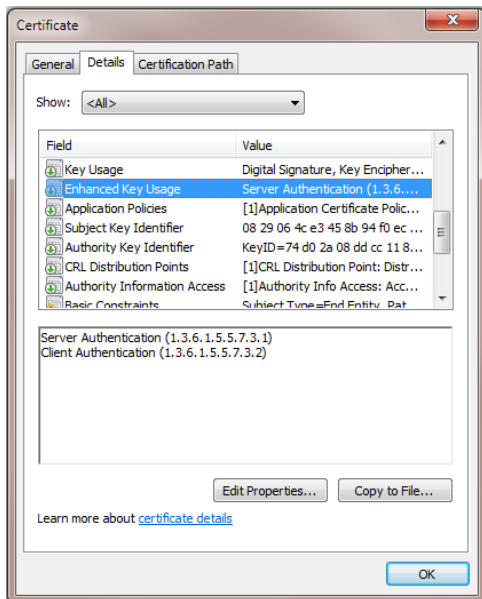 Certificate
General Details Certification Path
Show: <All>
Field Value
Key Usage Digital Signature, Key Encipher...
Enhanced Key Usage Server Authentication (1.3.6....
Application Policies [1]Application Certificate Polic...
Subject Key Identifier 08 29 06 4c e3 45 8b 94 f0 ec ...
Authority Key Identifier KeyID=74 d0 2a 08 dd cc 11 8...
CRL Distribution Points [1]CRL Distribution Point: Distr...
Authority Information Access [1]Authority Info Access: Acc...
Basic Constraints Subject Type=End Entity, Pat
Server Authentication (1.3.6.1.5.5.7.3.1)
Client Authentication (1.3.6.1.5.5.7.3.2)
Edit Properties... Copy to File...
Learn more about certificate details
OK